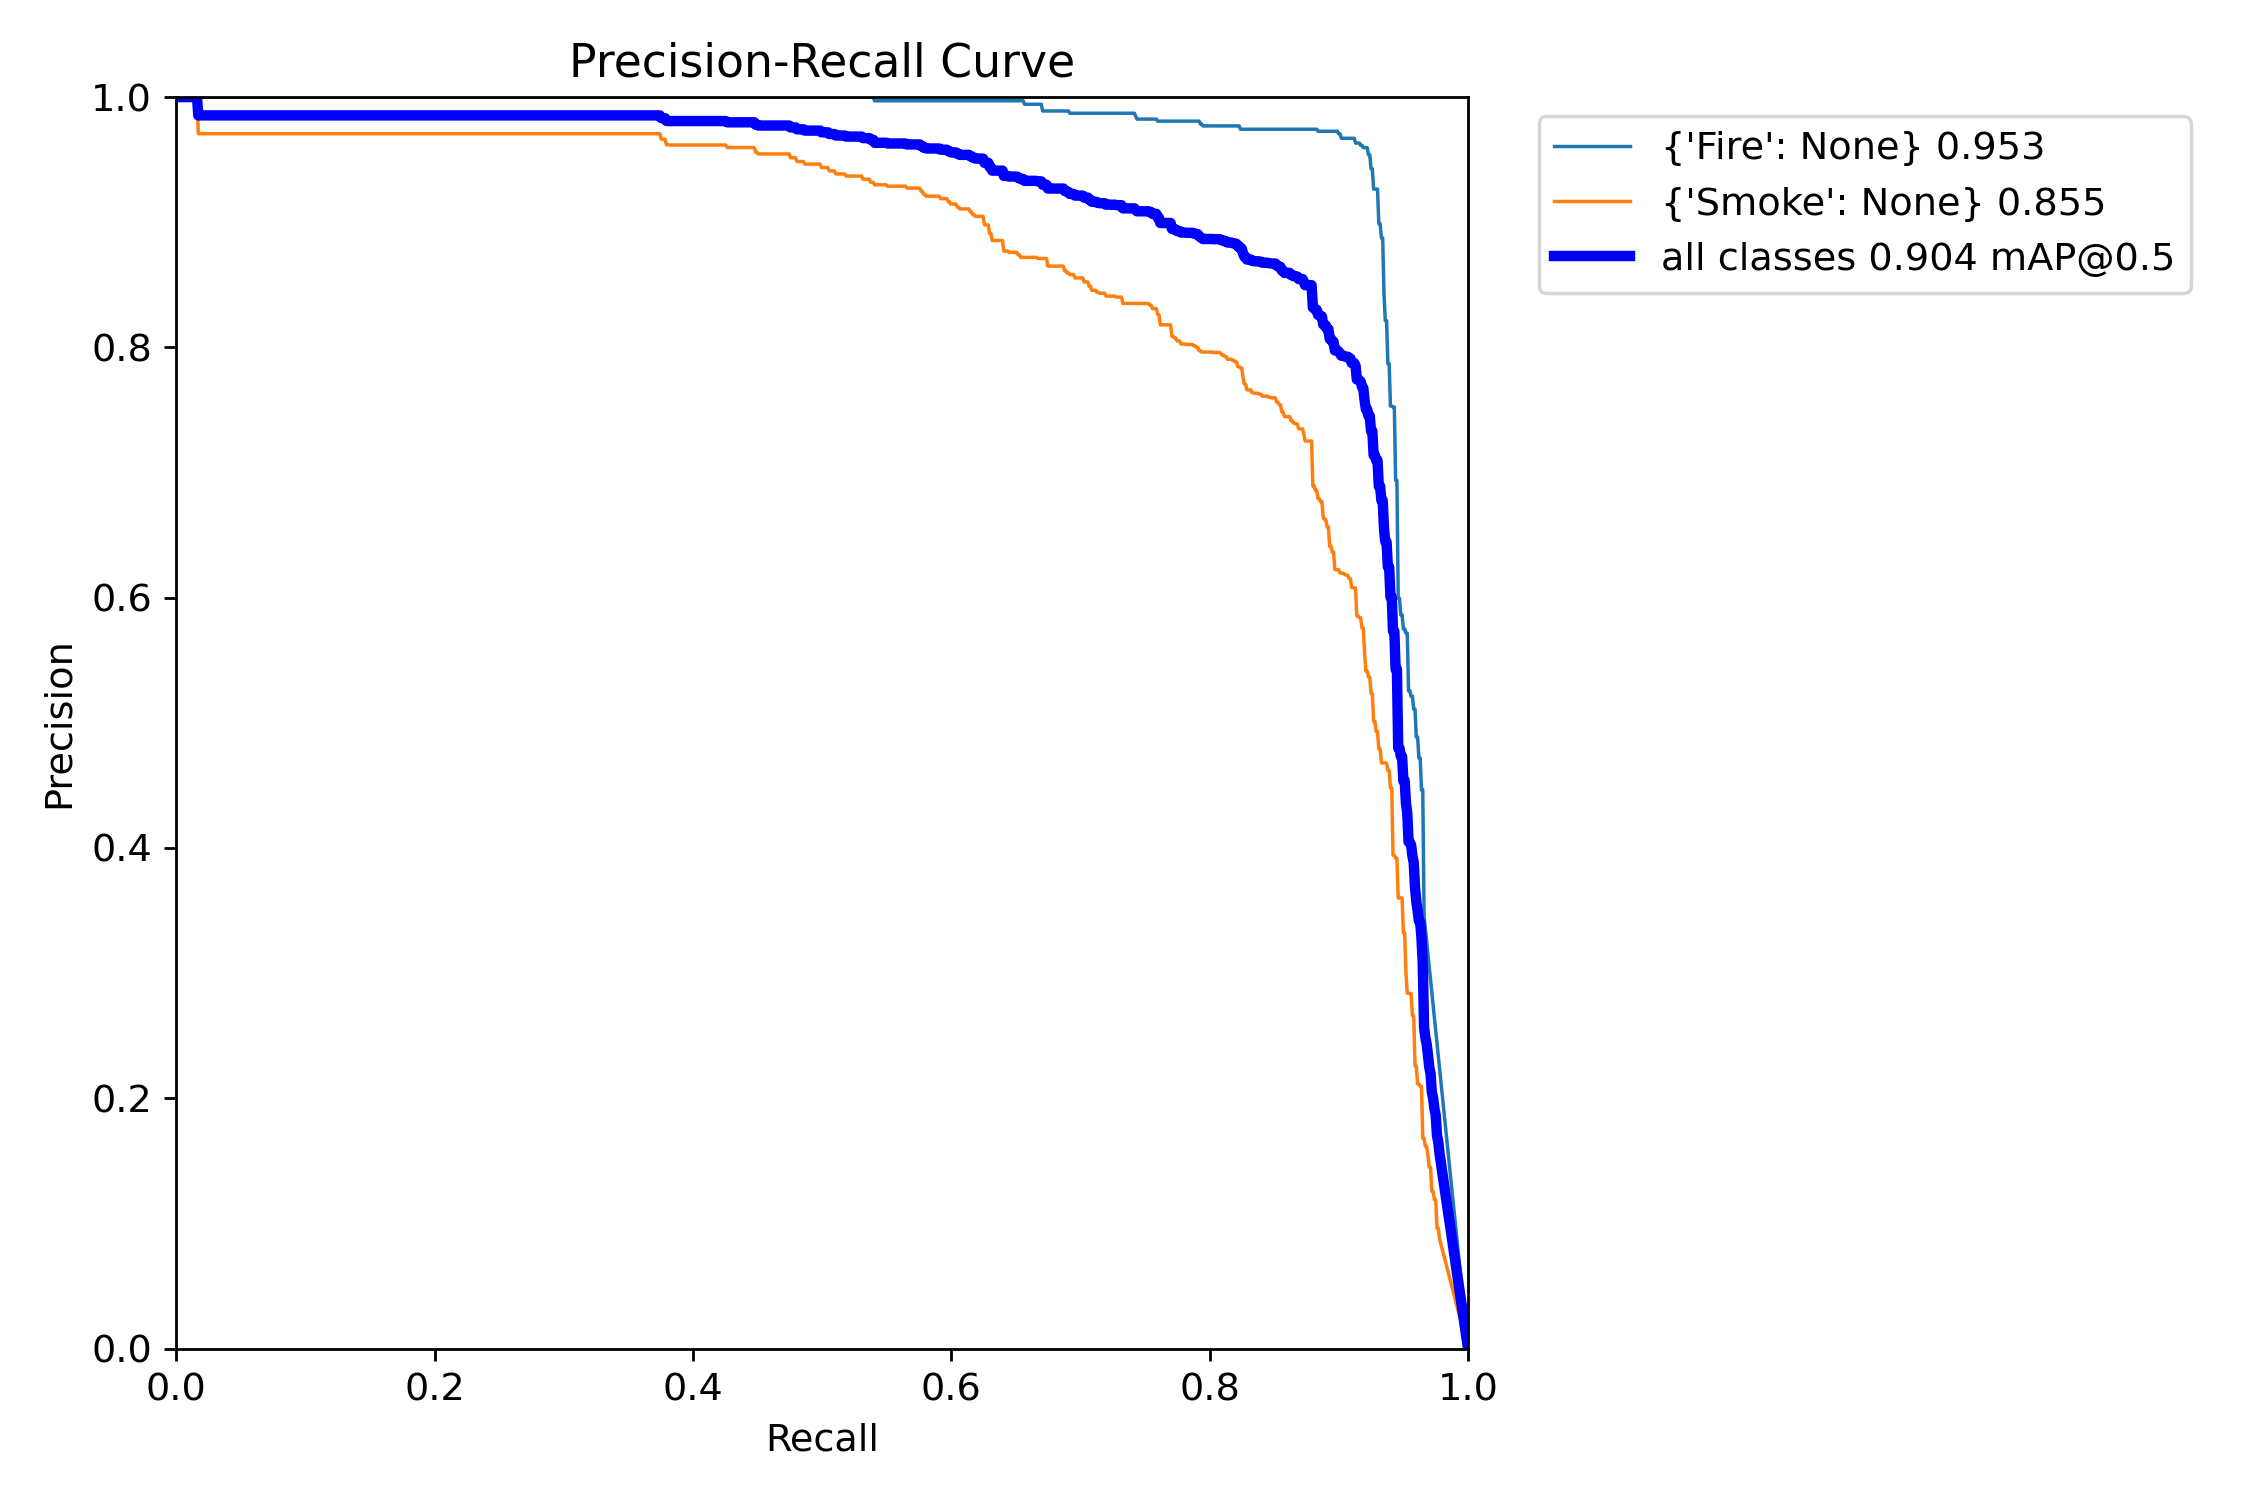 Precision-Recall Curve
1.0
0.8
0.6
0.4
0.2
0.0
Precision
0.0 0.2 0.4 0.6 0.8 1.0
Recall
{'Fire': None} 0.953
{'Smoke': None} 0.855
all classes 0.904 mAP@0.5